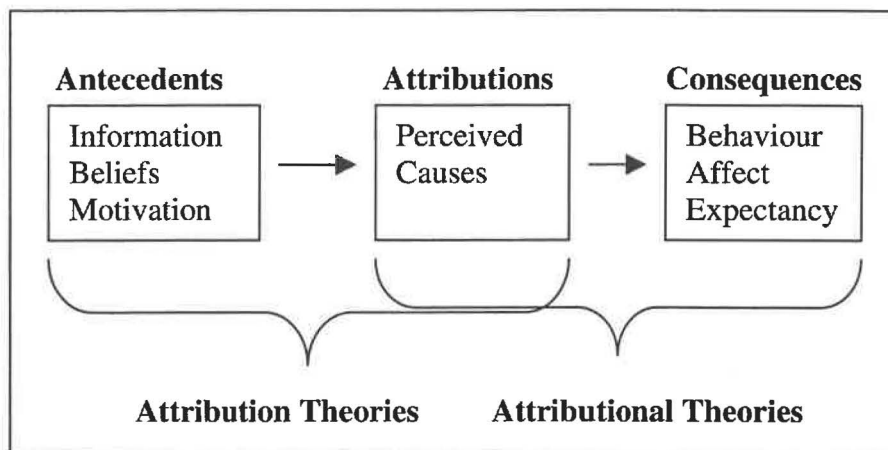 Antecedents
Information
Beliefs
Motivation
Attributions
Perceived
Causes
Consequences
Behaviour
Affect
Expectancy
Attribution Theories
Attributional Theories